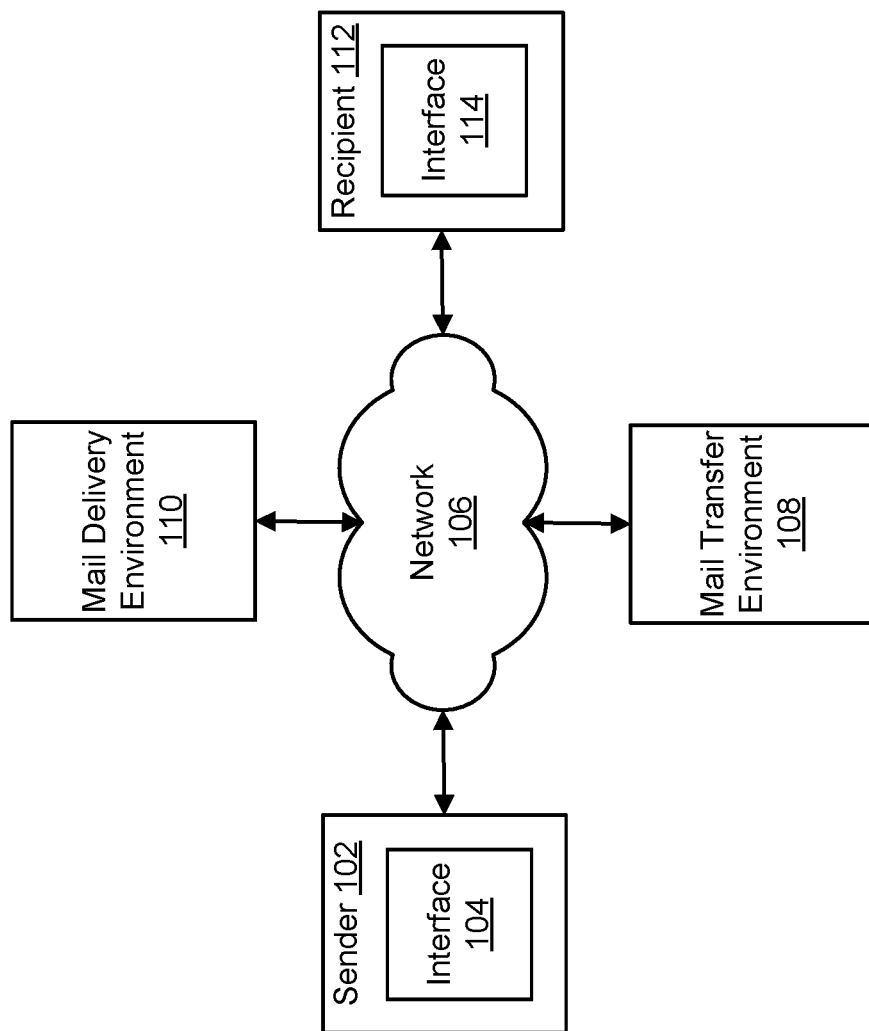 Mail Delivery
Environment
110
Sender 102
Interface
104
Network
106
Recipient 112
Interface
114
Mail Transfer
Environment
108